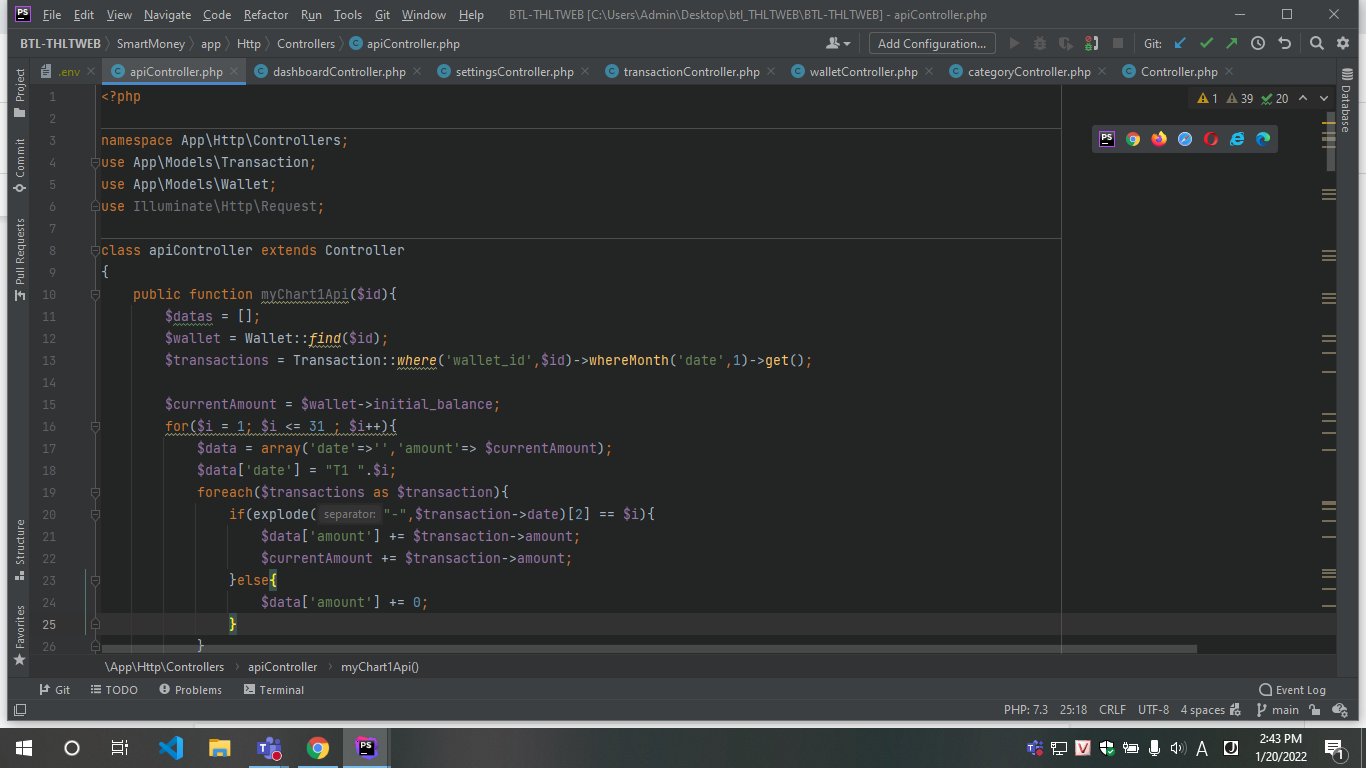 PS File Edit View Navigate Code Refactor Run Tools Git Window Help BTL-THLTWEB [C:\Users\Admin\Desktop\btl_THLTWEB\BTL-THLTWEB] - apiController.php
BTL-THLTWEB SmartMoney app Http Controllers apiController.php Add Configuration... Git:
.env apiController.php dashboardController.php settingsController.php transactionController.php walletController.php categoryController.php Controller.php
Project
Commit
Pull Requests
Structure
Favorites
Database
1 39 20
PS
1 <?php
2
3 namespace App\Http\Controllers;
4 use App\Models\Transaction;
5 use App\Models\Wallet;
6 use Illuminate\Http\Request;
7
8 class apiController extends Controller
9 {
10 public function myChart1Api($id){
11 $datas = [];
12 $wallet = Wallet::find($id);
13 $transactions = Transaction::where('wallet_id',$id)->whereMonth('date',1)->get();
14
15 $currentAmount = $wallet->initial_balance;
16 for($i = 1; $i <= 31 ; $i++){
17 $data = array('date'=>'','amount'=> $currentAmount);
18 $data['date'] = "T1 ".$i;
19 foreach($transactions as $transaction){
20 if(explode( separator: "-",$transaction->date)[2] == $i){
21 $data['amount'] += $transaction->amount;
22 $currentAmount += $transaction->amount;
23 }else{
24 $data['amount'] += 0;
25 }
26 }
\App\Http\Controllers apiController myChart1Api()
Git TODO Problems Terminal Event Log
PHP: 7.3 25:18 CRLF UTF-8 4 spaces main
PS V A J 2:43 PM
1/20/2022 1